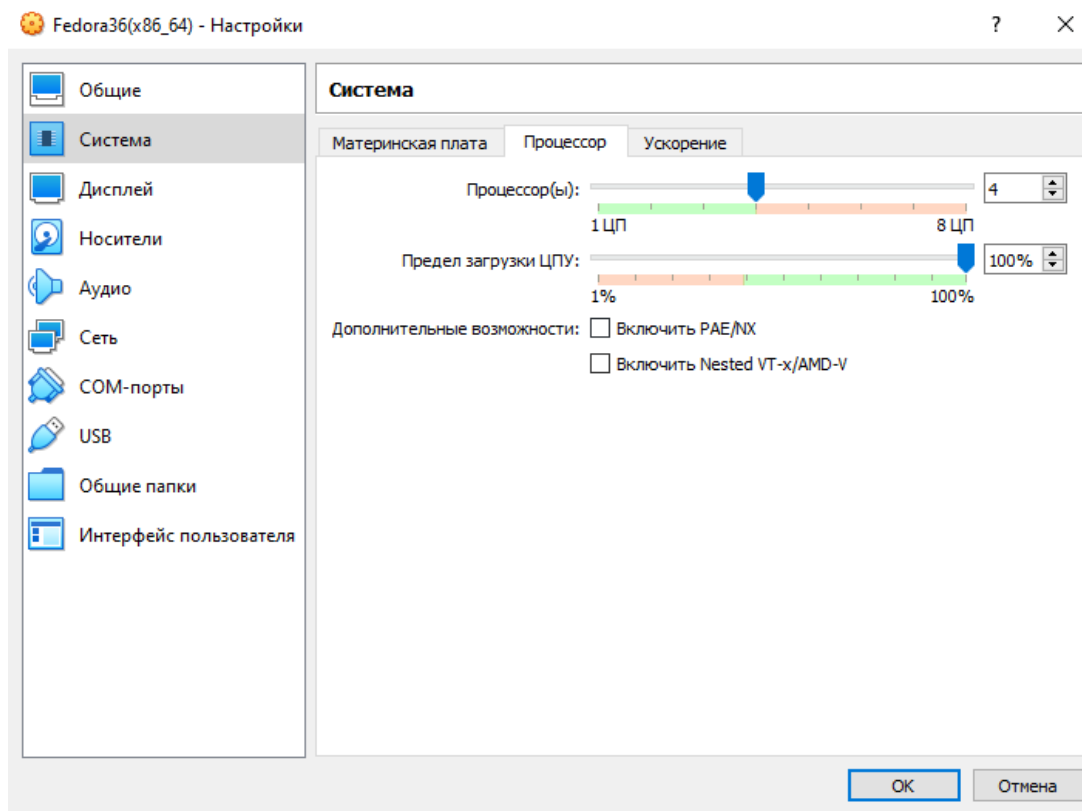 Fedora36(x86_64) - Настройки
?
Общие
Система
Дисплей
Носители
Аудио
Сеть
COM-порты
USB
Общие папки
Интерфейс пользователя
Система
Материнская плата Процессор Ускорение
Процессор(ы): 4
1 ЦП 8 ЦП
Предел загрузки ЦПУ: 100%
1% 100%
Дополнительные возможности: Включить PAE/NX
Включить Nested VT-x/AMD-V
OK Отмена